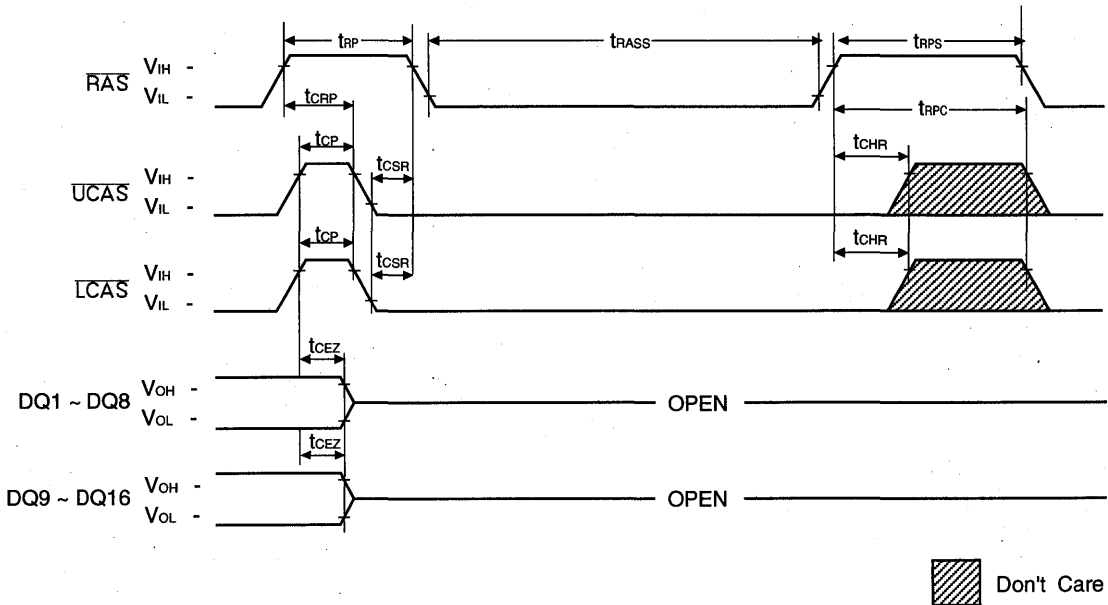 tRP tRASS tRPS
RAS VIH -
VIL -
tCRP tRPC
tCP tCSR tCHR
UCAS VIH -
VIL -
tCP tCSR tCHR
LCAS VIH -
VIL -
tCEZ
DQ1 ~ DQ8 VOH -
VOL -
OPEN
tCEZ
DQ9 ~ DQ16 VOH -
VOL -
OPEN
Don't Care